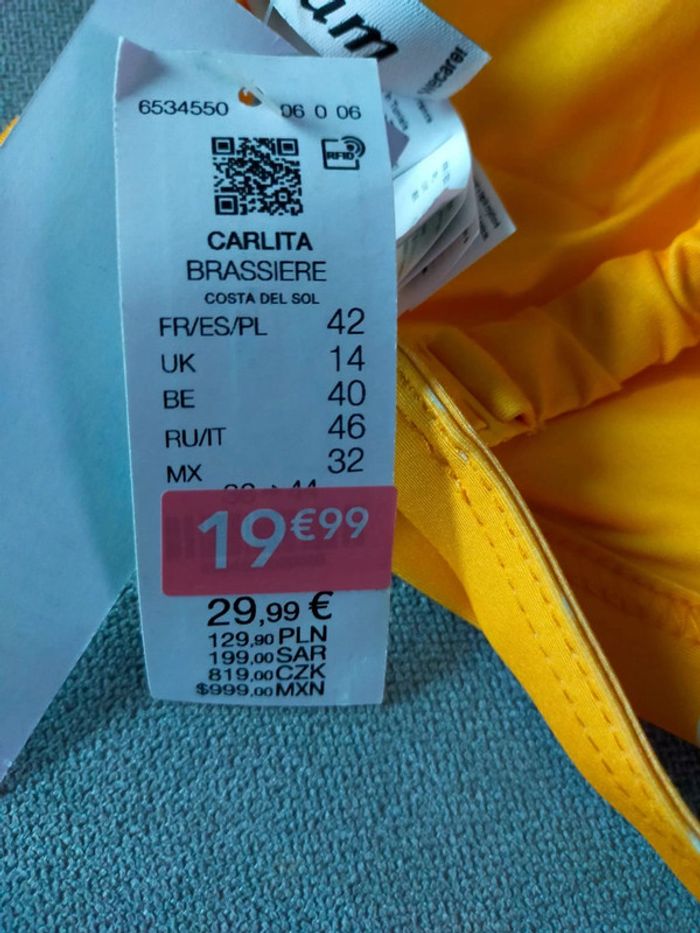 um
6534550 06 0 06
RFID
CARLITA
BRASSIERE
COSTA DEL SOL
FR/ES/PL 42
UK 14
BE 40
RU/IT 46
MX 32
19€99
29,99 €
129,90 PLN
199,00 SAR
819,00 CZK
$999,00 MXN